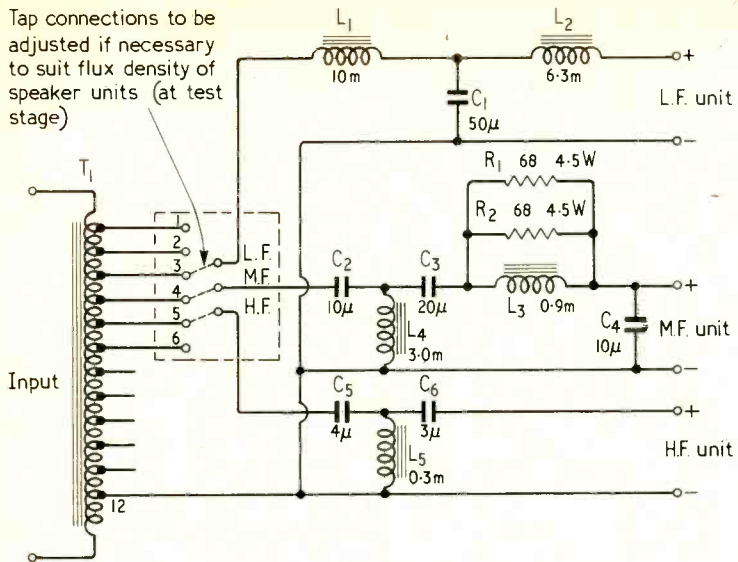 Tap connections to be
adjusted if necessary
to suit flux density of
speaker units (at test
stage)
T1
Input
1
2
3
4
5
6
12
L.F.
M.F.
H.F.
L1
10m
L2
6·3m
C1
50μ
+
L.F. unit
−
R1 68 4·5W
R2 68 4·5W
C2
10μ
C3
20μ
L3 0·9m
L4
3·0m
C4
10μ
+
M.F. unit
−
C5
4μ
C6
3μ
L5
0·3m
+
H.F. unit
−